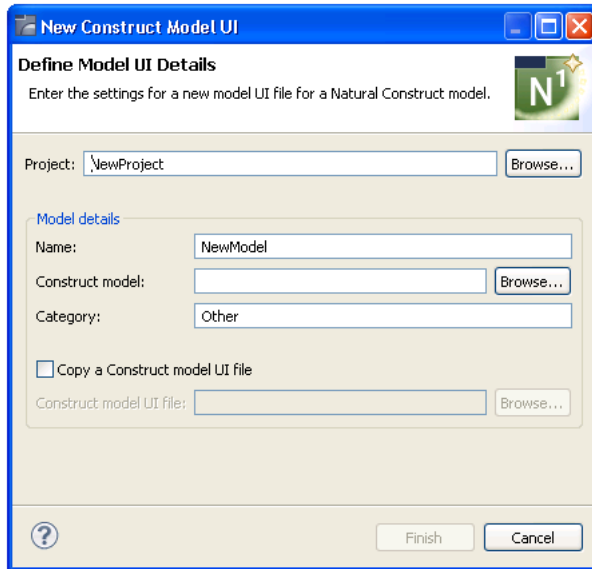 New Construct Model UI
Define Model UI Details
Enter the settings for a new model UI file for a Natural Construct model.
N1
Project: \NewProject Browse...
Model details
Name: NewModel
Construct model: Browse...
Category: Other
Copy a Construct model UI file
Construct model UI file: Browse...
? Finish Cancel